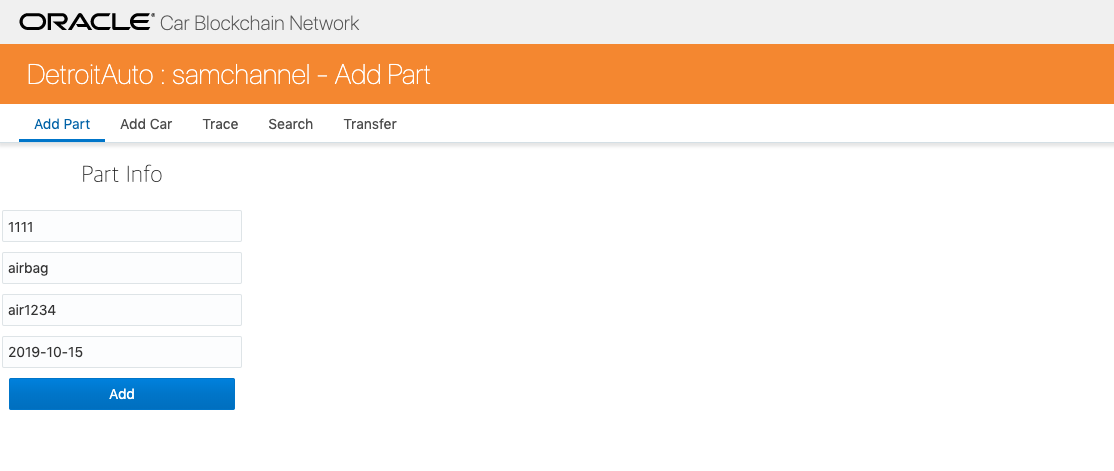 ORACLE® Car Blockchain Network
DetroitAuto : samchannel - Add Part
Add Part Add Car Trace Search Transfer
Part Info
1111
airbag
air1234
2019-10-15
Add